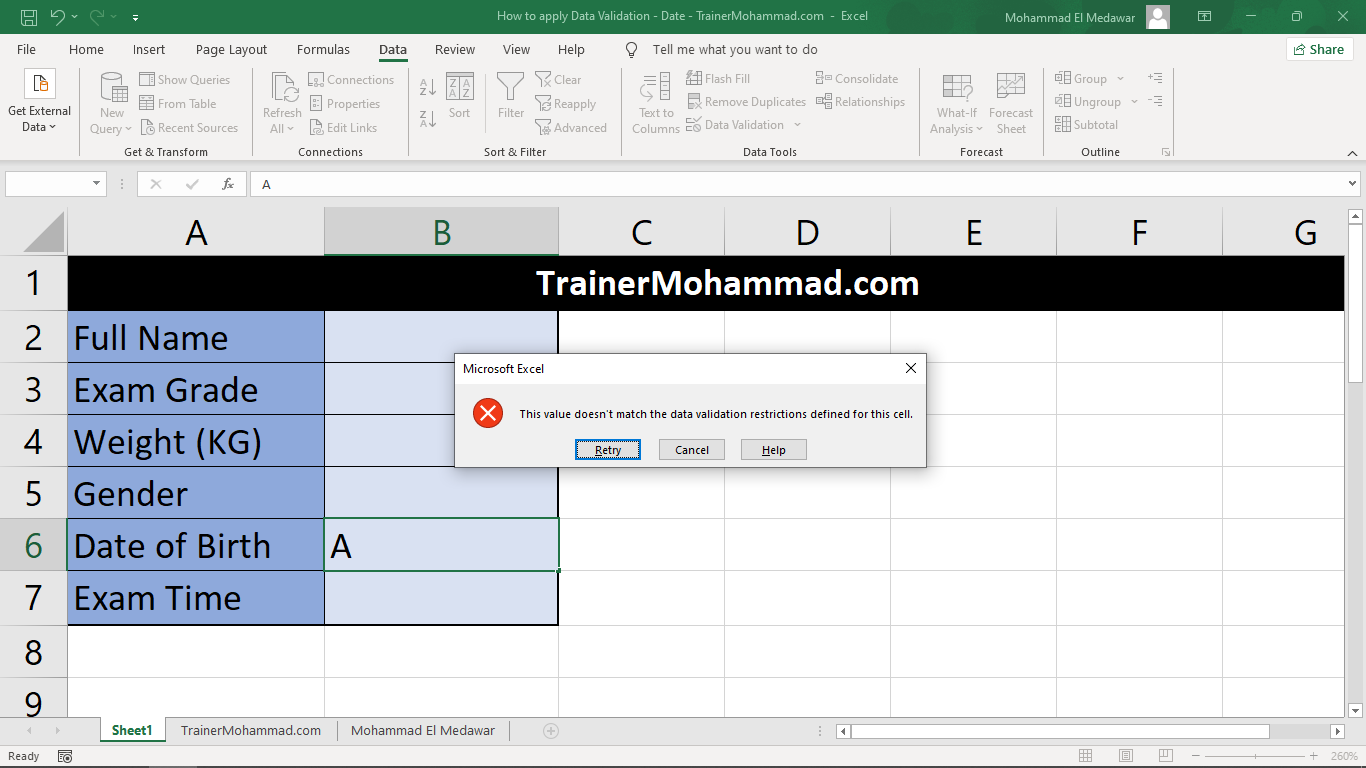 How to apply Data Validation - Date - TrainerMohammad.com - Excel
Mohammad El Medawar
File Home Insert Page Layout Formulas Data Review View Help Tell me what you want to do Share
Get External Data
New Query
Show Queries
From Table
Recent Sources
Get & Transform
Refresh All
Connections
Properties
Edit Links
Connections
Sort
Filter
Clear
Reapply
Advanced
Sort & Filter
Text to Columns
Flash Fill
Remove Duplicates
Data Validation
Consolidate
Relationships
Data Tools
What-If Analysis
Forecast Sheet
Forecast
Group
Ungroup
Subtotal
Outline
fx A
A B C D E F G
1 TrainerMohammad.com
2 Full Name
3 Exam Grade
4 Weight (KG)
5 Gender
6 Date of Birth A
7 Exam Time
8
9
Microsoft Excel
This value doesn't match the data validation restrictions defined for this cell.
Retry Cancel Help
Sheet1 TrainerMohammad.com Mohammad El Medawar
Ready 260%